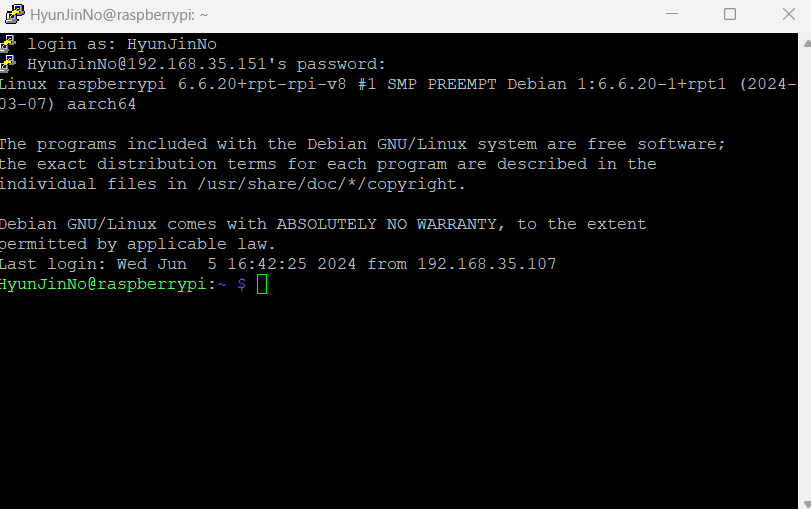 HyunJinNo@raspberrypi: ~
login as: HyunJinNo
HyunJinNo@192.168.35.151's password:
Linux raspberrypi 6.6.20+rpt-rpi-v8 #1 SMP PREEMPT Debian 1:6.6.20-1+rpt1 (2024-
03-07) aarch64
The programs included with the Debian GNU/Linux system are free software;
the exact distribution terms for each program are described in the
individual files in /usr/share/doc/*/copyright.
Debian GNU/Linux comes with ABSOLUTELY NO WARRANTY, to the extent
permitted by applicable law.
Last login: Wed Jun  5 16:42:25 2024 from 192.168.35.107
HyunJinNo@raspberrypi:~ $